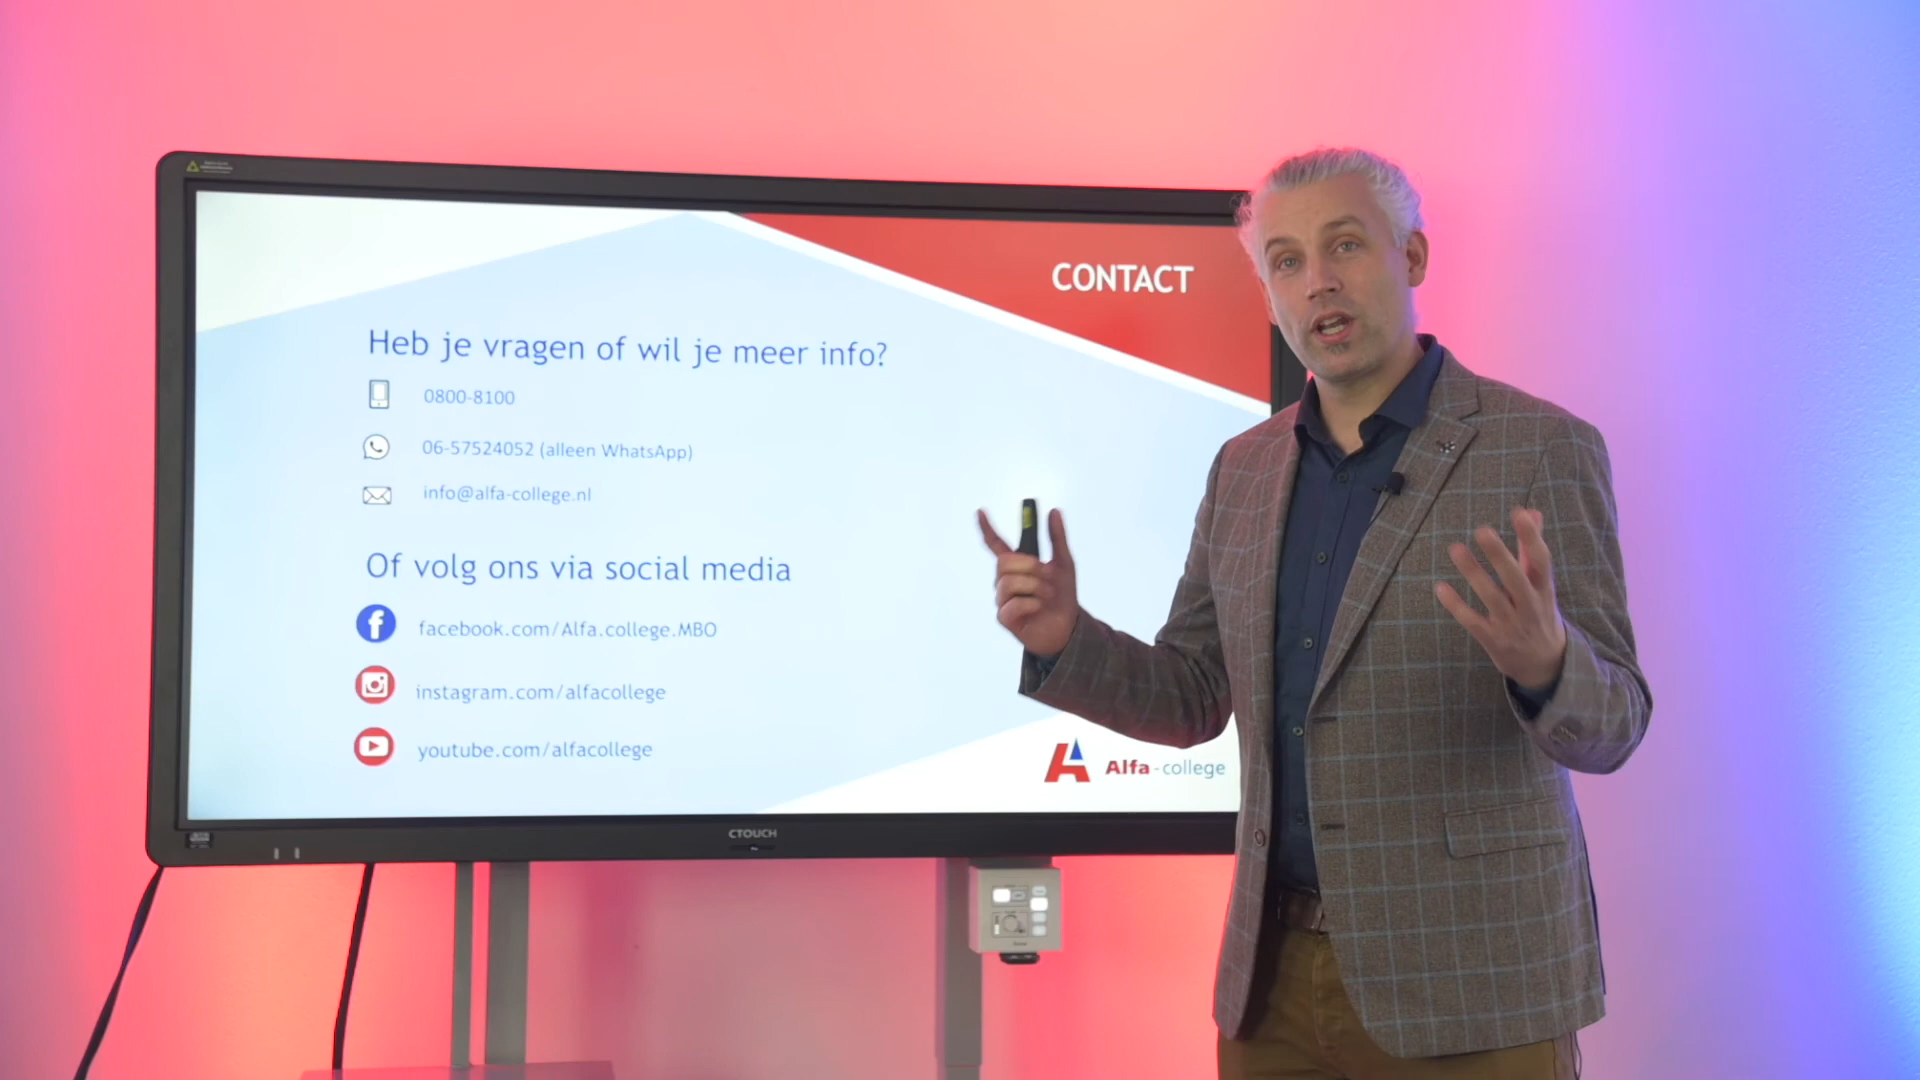 CONTACT
Heb je vragen of wil je meer info?
0800-8100
06-57524052 (alleen WhatsApp)
info@alfa-college.nl
Of volg ons via social media
facebook.com/Alfa.college.MBO
instagram.com/alfacollege
youtube.com/alfacollege
Alfa-college
CTOUCH